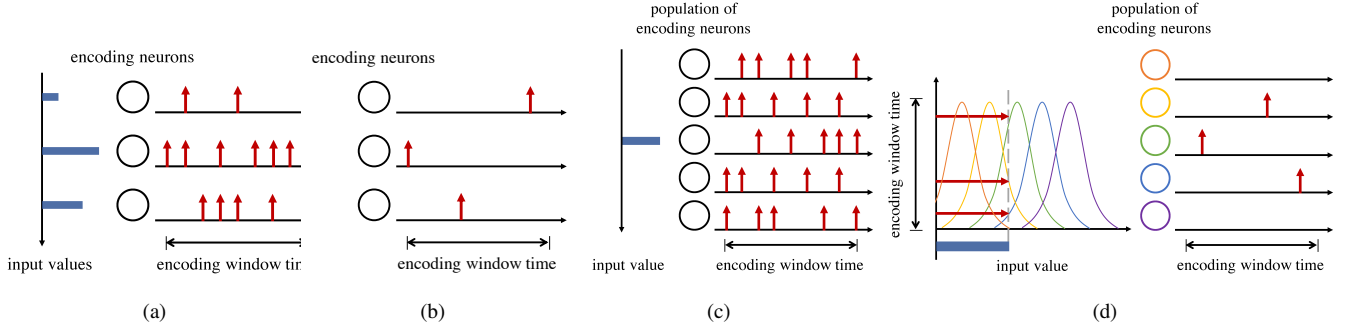 encoding neurons
input values
encoding window tin
(a)
encoding neurons
encoding window time
(b)
population of
encoding neurons
input value
encoding window time
(c)
encoding window time
input value
population of
encoding neurons
encoding window time
(d)